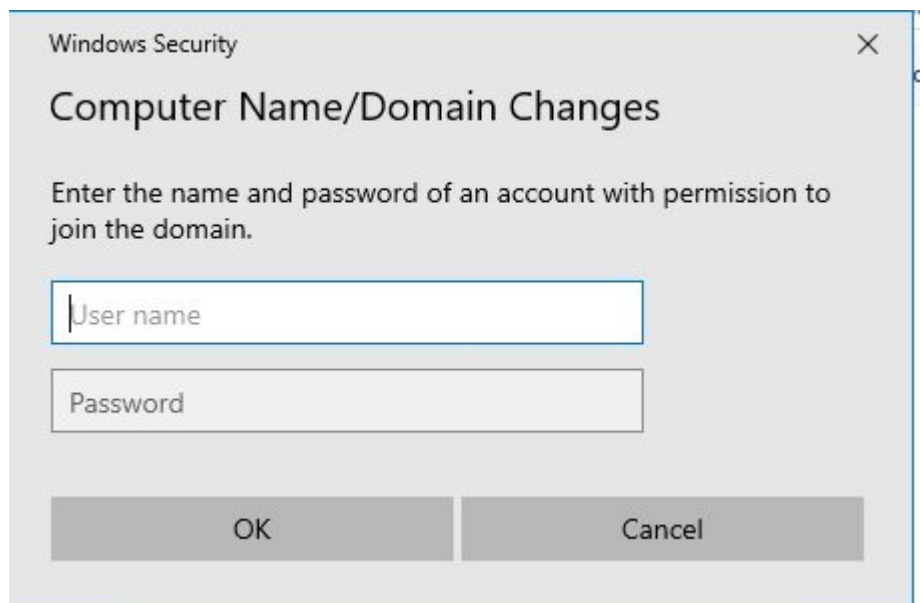 Windows Security
Computer Name/Domain Changes
Enter the name and password of an account with permission to
join the domain.
User name
Password
OK
Cancel